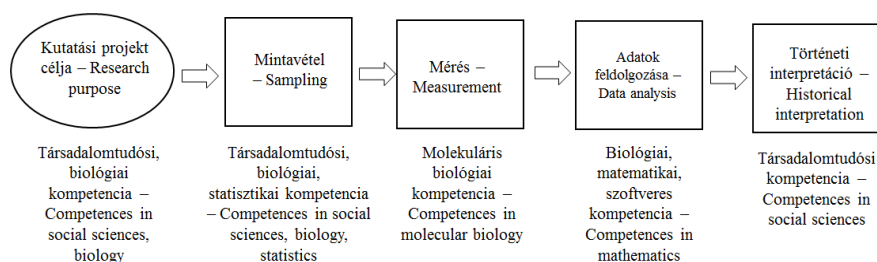 Kutatási projekt
célja – Research
purpose
Mintavétel
– Sampling
Mérés –
Measurement
Adatok
feldolgozása –
Data analysis
Történeti
interpretáció –
Historical
interpretation
Társadalomtudósi,
biológiai
kompetencia –
Competences in
social sciences,
biology
Társadalomtudósi,
biológiai,
statisztikai kompetencia
– Competences in social
sciences, biology,
statistics
Molekuláris
biológiai
kompetencia –
Competences in
molecular biology
Biológiai,
matematikai,
szoftveres
kompetencia –
Competences in
mathematics
Társadalomtudósi
kompetencia –
Competences in
social sciences